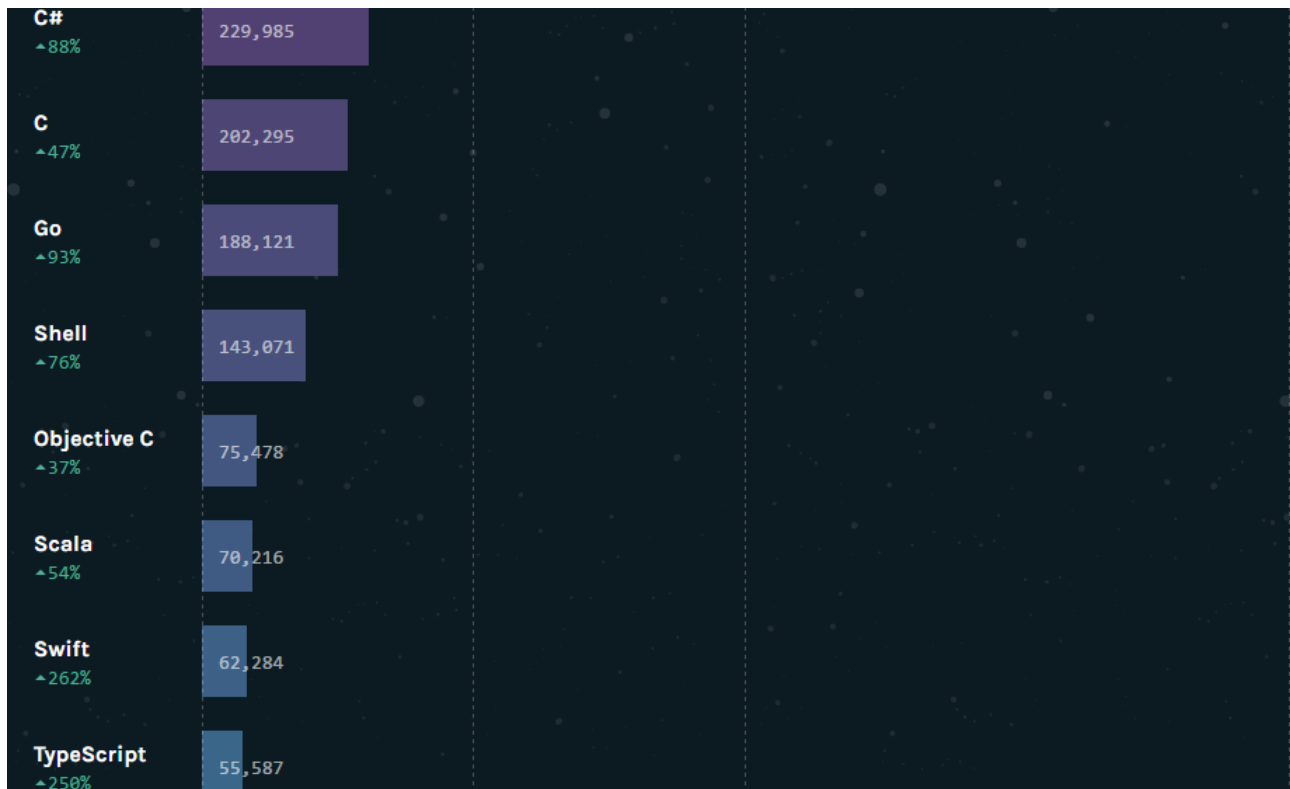 C#
▲88%
229,985
C
▲47%
202,295
Go
▲93%
188,121
Shell
▲76%
143,071
Objective C
▲37%
75,478
Scala
▲54%
70,216
Swift
▲262%
62,284
TypeScript
▲250%
55,587